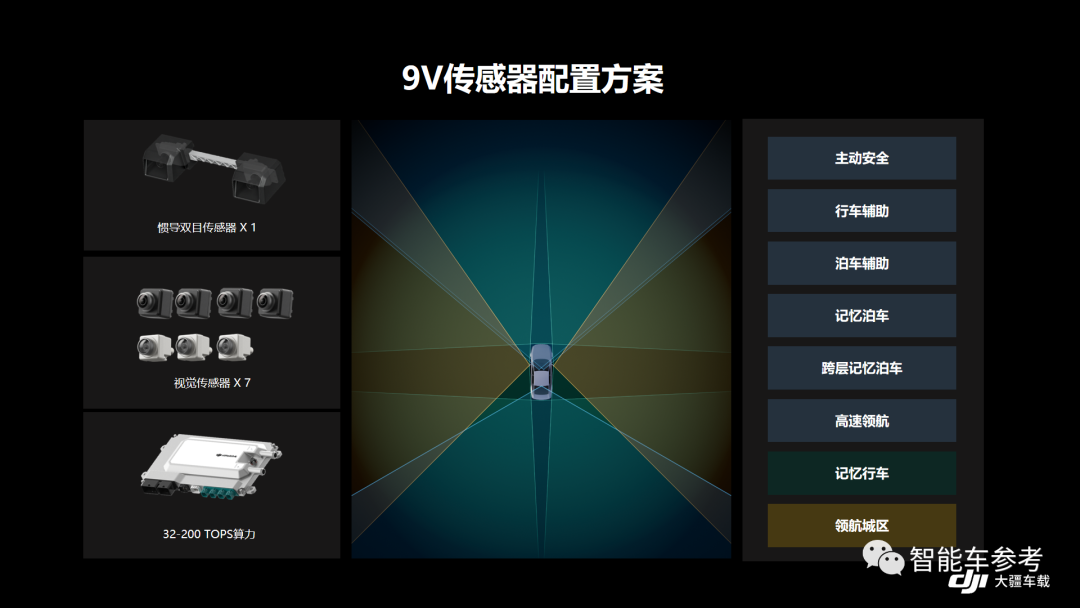 9V传感器配置方案
惯导双目传感器 X 1
视觉传感器 X 7
32-200 TOPS算力
主动安全
行车辅助
泊车辅助
记忆泊车
跨层记忆泊车
高速领航
记忆行车
领航城区
智能车参考
dji 大疆车载